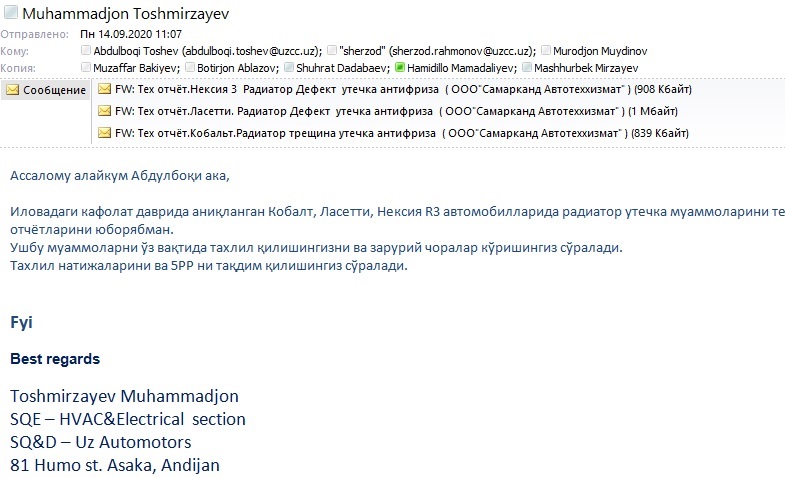 Muhammadjon Toshmirzayev
Отправлено: Пн 14.09.2020 11:07
Кому: Abdulboqi Toshev (abdulboqi.toshev@uzcc.uz); "sherzod" (sherzod.rahmonov@uzcc.uz); Murodjon Muydinov
Копия: Muzaffar Bakiyev; Botirjon Ablazov; Shuhrat Dadabaev; Hamidillo Mamadaliyev; Mashhurbek Mirzayev
Сообщение
FW: Тех отчёт.Нексия 3 Радиатор Дефект утечка антифриза ( ООО"Самарканд Автотеххизмат" ) (908 Кбайт)
FW: Тех отчёт.Ласетти. Радиатор Дефект утечка антифриза ( ООО"Самарканд Автотеххизмат" ) (1 Мбайт)
FW: Тех отчёт.Кобальт.Радиатор трещина утечка антифриза ( ООО"Самарканд Автотеххизмат" ) (839 Кбайт)
Ассалому алайкум Абдулбоқи ака,
Иловадаги кафолат даврида аниқланган Кобалт, Ласетти, Нексия R3 автомобилларида радиатор утечка муаммоларини те
отчётларини юборябман.
Ушбу муаммоларни ўз вақтида тахлил қилишингизни ва зарурий чоралар кўришингиз сўралади.
Тахлил натижаларини ва 5PP ни тақдим қилишингиз сўралади.
Fyi
Best regards
Toshmirzayev Muhammadjon
SQE – HVAC&Electrical section
SQ&D – Uz Automotors
81 Humo st. Asaka, Andijan